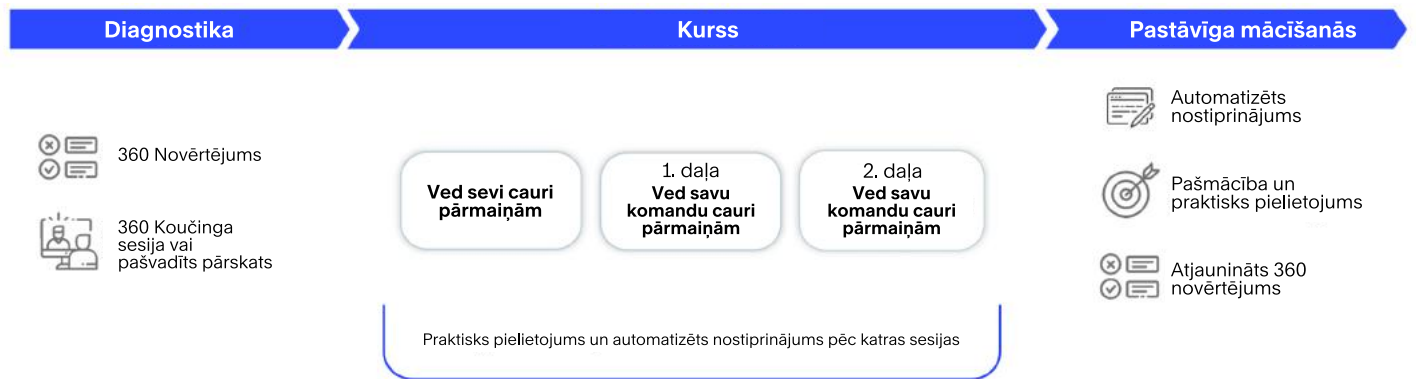 Diagnostika
Kurss
Pastāvīga mācīšanās
360 Novērtējums
360 Koučinga
sesija vai
pašvadīts pārskats
Ved sevi cauri
pārmaiņām
1. daļa
Ved savu
komandu cauri
pārmaiņām
2. daļa
Ved savu
komandu cauri
pārmaiņām
Praktisks pielietojums un automatizēts nostiprinājums pēc katras sesijas
Automatizēts
nostiprinājums
Pašmācība un
praktisks pielietojums
Atjaunināts 360
novērtējums